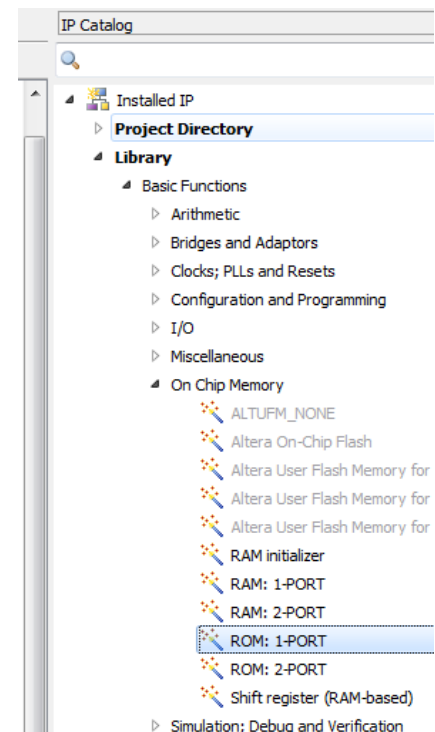 IP Catalog
Installed IP
Project Directory
Library
Basic Functions
Arithmetic
Bridges and Adaptors
Clocks; PLLs and Resets
Configuration and Programming
I/O
Miscellaneous
On Chip Memory
ALTUFM_NONE
Altera On-Chip Flash
Altera User Flash Memory for
Altera User Flash Memory for
Altera User Flash Memory for
RAM initializer
RAM: 1-PORT
RAM: 2-PORT
ROM: 1-PORT
ROM: 2-PORT
Shift register (RAM-based)
Simulation; Debug and Verification